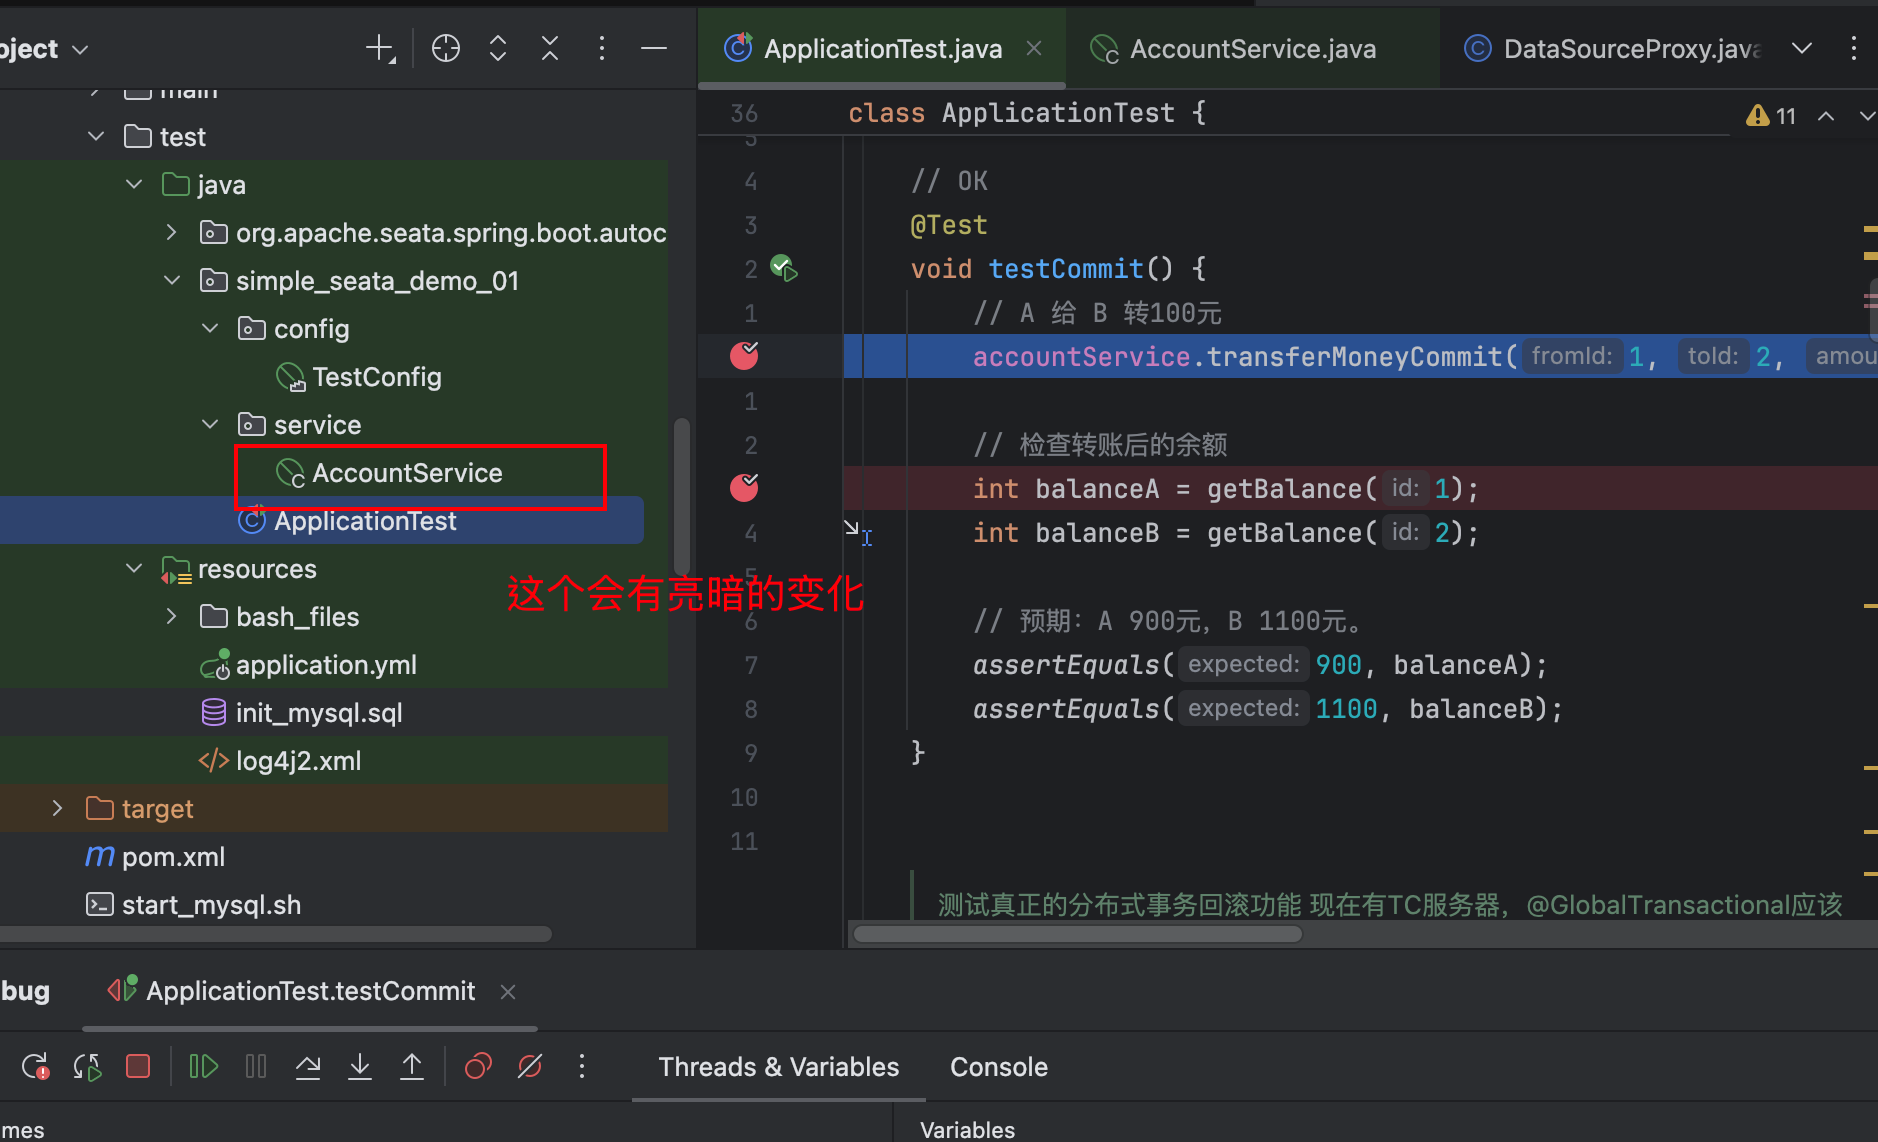 oject
ApplicationTest.java
AccountService.java
DataSourceProxy.java
main
test
java
org.apache.seata.spring.boot.autoc
simple_seata_demo_01
config
TestConfig
service
AccountService
ApplicationTest
resources
bash_files
application.yml
init_mysql.sql
log4j2.xml
target
pom.xml
start_mysql.sh
这个会有亮暗的变化
36 class ApplicationTest {
11
5
4 // OK
3 @Test
2 void testCommit() {
1 // A 给 B 转100元
accountService.transferMoneyCommit( fromId: 1, toId: 2, amou
1
2 // 检查转账后的余额
int balanceA = getBalance( id: 1);
4 int balanceB = getBalance( id: 2);
5
6 // 预期：A 900元，B 1100元。
7 assertEquals( expected: 900, balanceA);
8 assertEquals( expected: 1100, balanceB);
9 }
10
11
测试真正的分布式事务回滚功能 现在有TC服务器，@GlobalTransactional应该
bug
ApplicationTest.testCommit
Threads & Variables
Console
mes
Variables